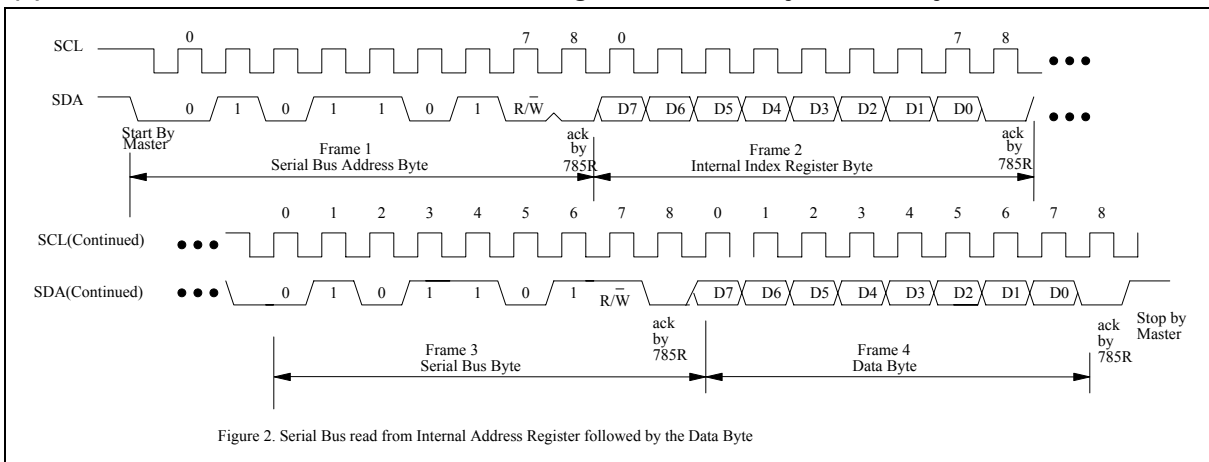 0 7 8 0 7 8
SCL
SDA
0 1 0 1 1 0 1 R/W D7 D6 D5 D4 D3 D2 D1 D0
Start By
Master
ack
by
785R
ack
by
785R
Frame 1
Serial Bus Address Byte
Frame 2
Internal Index Register Byte
0 1 2 3 4 5 6 7 8 0 1 2 3 4 5 6 7 8
SCL(Continued)
SDA(Continued)
0 1 0 1 1 0 1 R/W D7 D6 D5 D4 D3 D2 D1 D0
ack
by
785R
ack
by
785R
Stop by
Master
Frame 3
Serial Bus Byte
Frame 4
Data Byte
Figure 2. Serial Bus read from Internal Address Register followed by the Data Byte